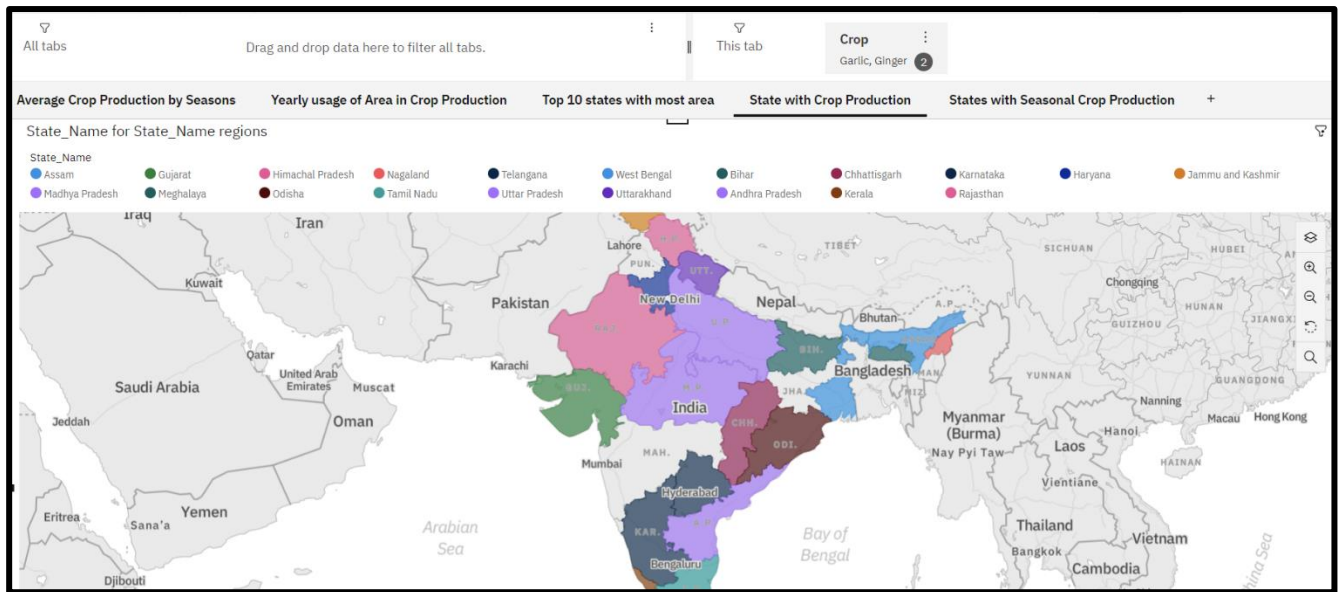 All tabs
Drag and drop data here to filter all tabs.
This tab
Crop
Garlic, Ginger 2
Average Crop Production by Seasons Yearly usage of Area in Crop Production Top 10 states with most area State with Crop Production States with Seasonal Crop Production +
State_Name for State_Name regions
State_Name
Assam Gujarat Himachal Pradesh Nagaland Telangana West Bengal Bihar Chhattisgarh Karnataka Haryana Jammu and Kashmir
Madhya Pradesh Meghalaya Odisha Tamil Nadu Uttar Pradesh Uttarakhand Andhra Pradesh Kerala Rajasthan
Iraq
Iran
Lahore
H.P.
TIBET
SICHUAN
HUBEI
PUN.
UTT.
Kuwait
Chongqing
Pakistan
New Delhi
Nepal
A.P.
HUNAN
Bhutan
GUIZHOU
JIANGXI
RAJ.
U.P.
BIH.
Qatar
Karachi
Bangladesh
MAN.
United Arab
Emirates
Muscat
Saudi Arabia
GUJ.
M.P.
JHA.
MIZ.
YUNNAN
GUANGDONG
India
Nanning
Jeddah
Oman
CHH.
Myanmar
(Burma)
Macau
Hong Kong
ODI.
Hanoi
MAH.
Nay Pyi Taw
Laos
Mumbai
HAINAN
Vientiane
Hyderabad
Eritrea
Sana'a
Yemen
Arabian
Sea
KAR.
A.P.
Bay of
Bengal
Thailand
Vietnam
Bangkok
Bengaluru
Cambodia
Djibouti